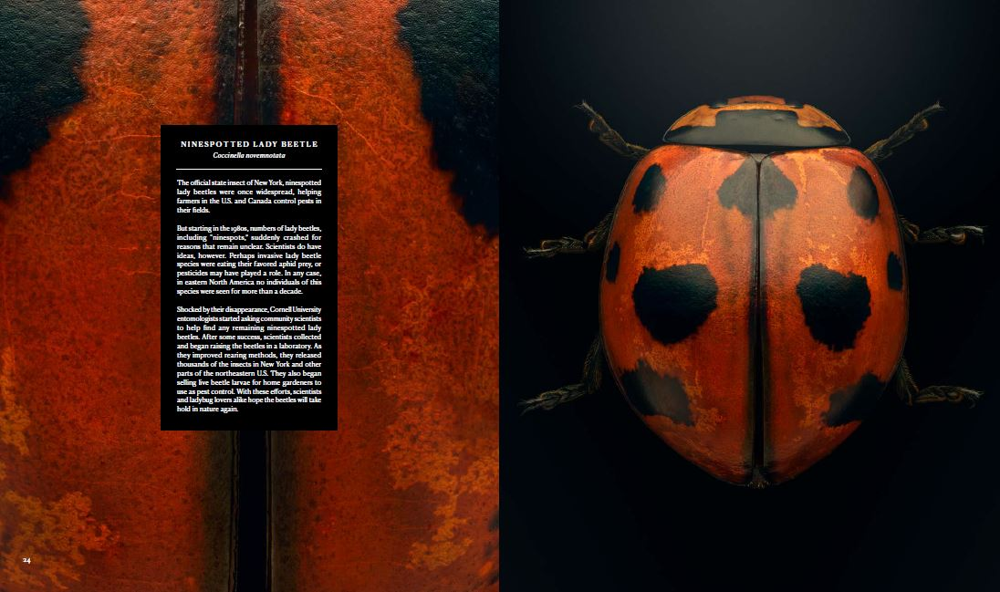 NINESPOTTED LADY BEETLE
Coccinella novemnotata
The official state insect of New York, ninespotted
lady beetles were once widespread, helping
farmers in the U.S. and Canada control pests in
their fields.
But starting in the 1980s, numbers of lady beetles,
including "ninespots," suddenly crashed for
reasons that remain unclear. Scientists do have
ideas, however. Perhaps invasive lady beetle
species were eating their favored aphid prey, or
pesticides may have played a role. In any case,
in eastern North America no individuals of this
species were seen for more than a decade.
Shocked by their disappearance, Cornell University
entomologists started asking community scientists
to help find any remaining ninespotted lady
beetles. After some success, scientists collected
and began raising the beetles in a laboratory. As
they improved rearing methods, they released
thousands of the insects in New York and other
parts of the northeastern U.S. They also began
selling live beetle larvae for home gardeners to
use as pest control. With these efforts, scientists
and ladybug lovers alike hope the beetles will take
hold in nature again.
24